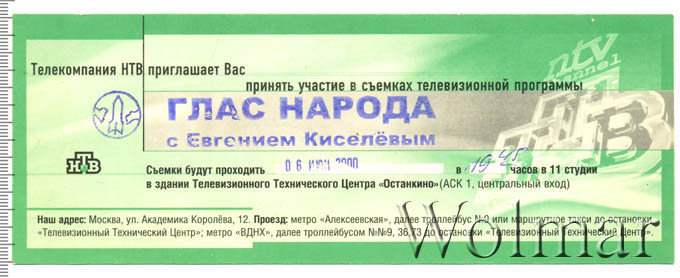 Телекомпания НТВ приглашает Вас
принять участие в съемках телевизионной программы
ntv
channel
НТВ
ГЛАС НАРОДА
с Евгением Киселёвым
НТВ
Съемки будут проходить 06 ИЮН 2000 в 19 45 часов в 11 студии
в здании Телевизионного Технического Центра «Останкино» (АСК 1, центральный вход)
Наш адрес: Москва, ул. Академика Королёва, 12. Проезд: метро «Алексеевская», далее троллейбус №9 или маршрутное такси до остановки
«Телевизионный Технический Центр»; метро «ВДНХ», далее троллейбусом №№9, 36,73 до остановки «Телевизионный Технический Центр».
Wolmar